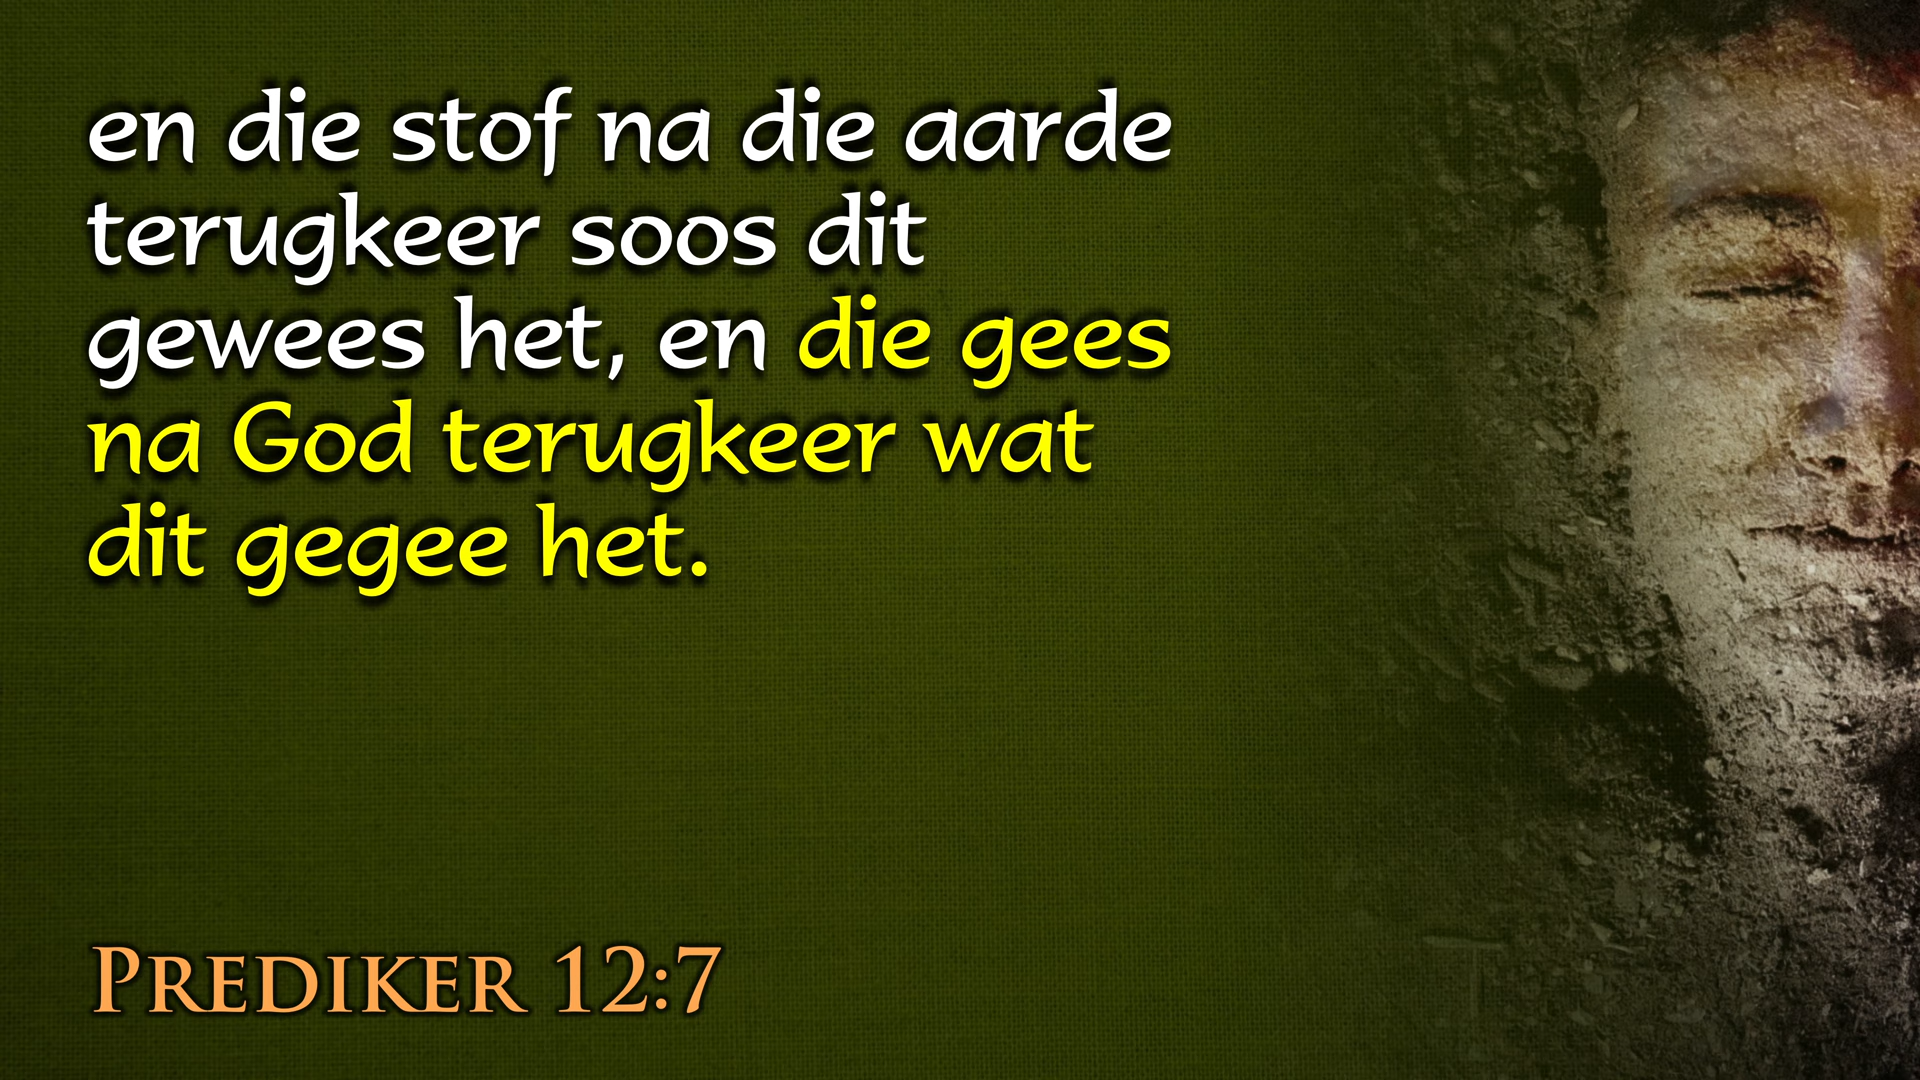 en die stof na die aarde
terugkeer soos dit
gewees het, en die gees
na God terugkeer wat
dit gegee het.
Prediker 12:7